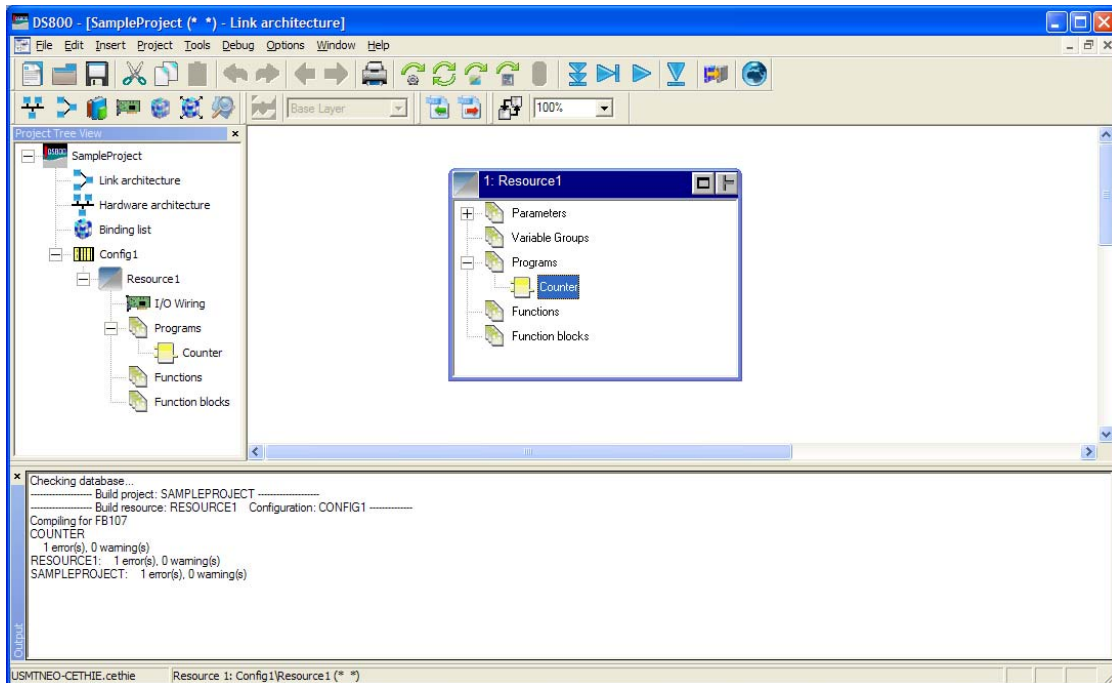 DS800 - [SampleProject (* *) - Link architecture]
File Edit Insert Project Tools Debug Options Window Help
Base Layer
100%
Project Tree View
SampleProject
Link architecture
Hardware architecture
Binding list
Config1
Resource1
I/O Wiring
Programs
Counter
Functions
Function blocks
1: Resource1
Parameters
Variable Groups
Programs
Counter
Functions
Function blocks
Checking database...
-------------------- Build project: SAMPLEPROJECT --------------------
-------------------- Build resource: RESOURCE1 Configuration: CONFIG1 --------------
Compiling for FB107
COUNTER
1 error(s), 0 warning(s)
RESOURCE1: 1 error(s), 0 warning(s)
SAMPLEPROJECT: 1 error(s), 0 warning(s)
Output
USMTNEO-CETHIE.cethie Resource 1: Config1\Resource1 (* *)